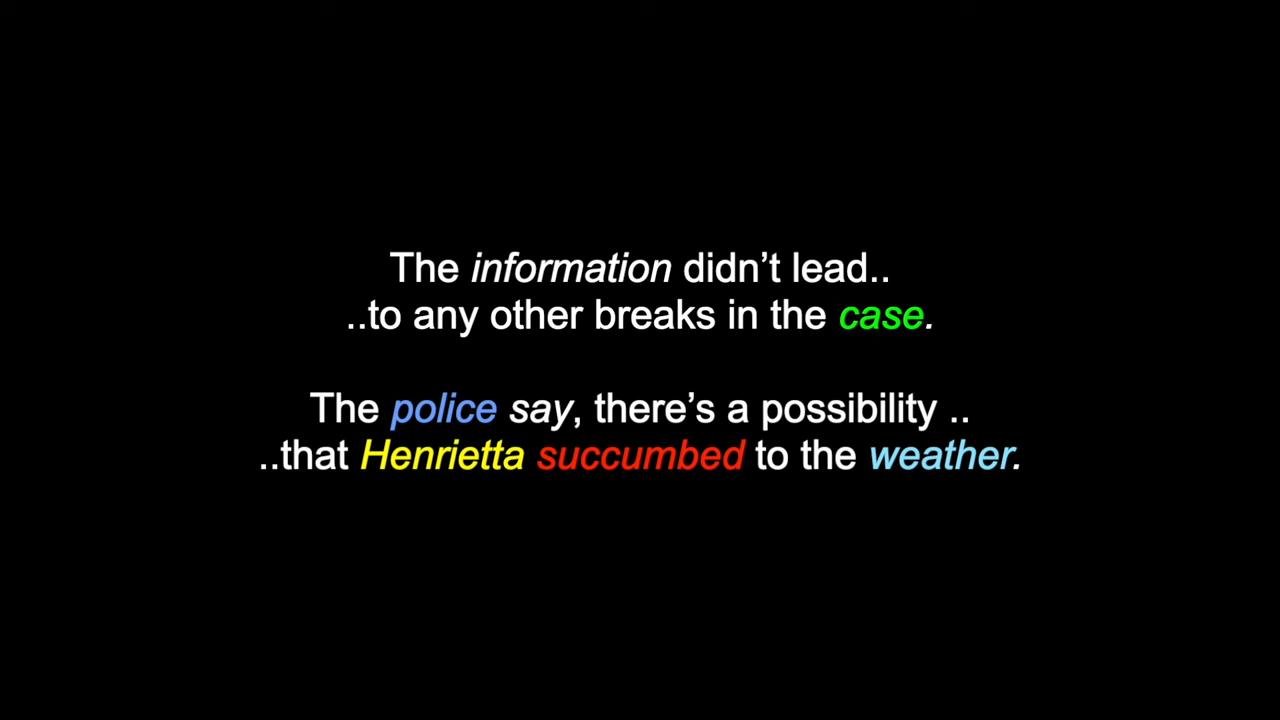 The information didn’t lead..
..to any other breaks in the case.
The police say, there’s a possibility ..
..that Henrietta succumbed to the weather.